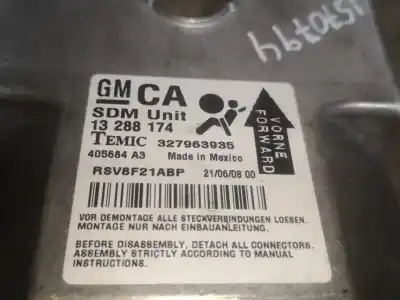 1570794
GM CA
SDM Unit
13 288 174
TEMIC 327963935
405684 A3 Made in Mexico
RSV8F21ABP 21/06/08 00
VORNE
FORWARD
VOR DEMONTAGE ALLE STECKVERBINDUNGEN LOESEN.
MONTAGE NUR NACH EINBAUANLEITUNG.
BEFORE DISASSEMBLY, DETACH ALL CONNECTORS.
ASSEMBLY STRICTLY ACCORDING TO MANUAL
INSTRUCTIONS.